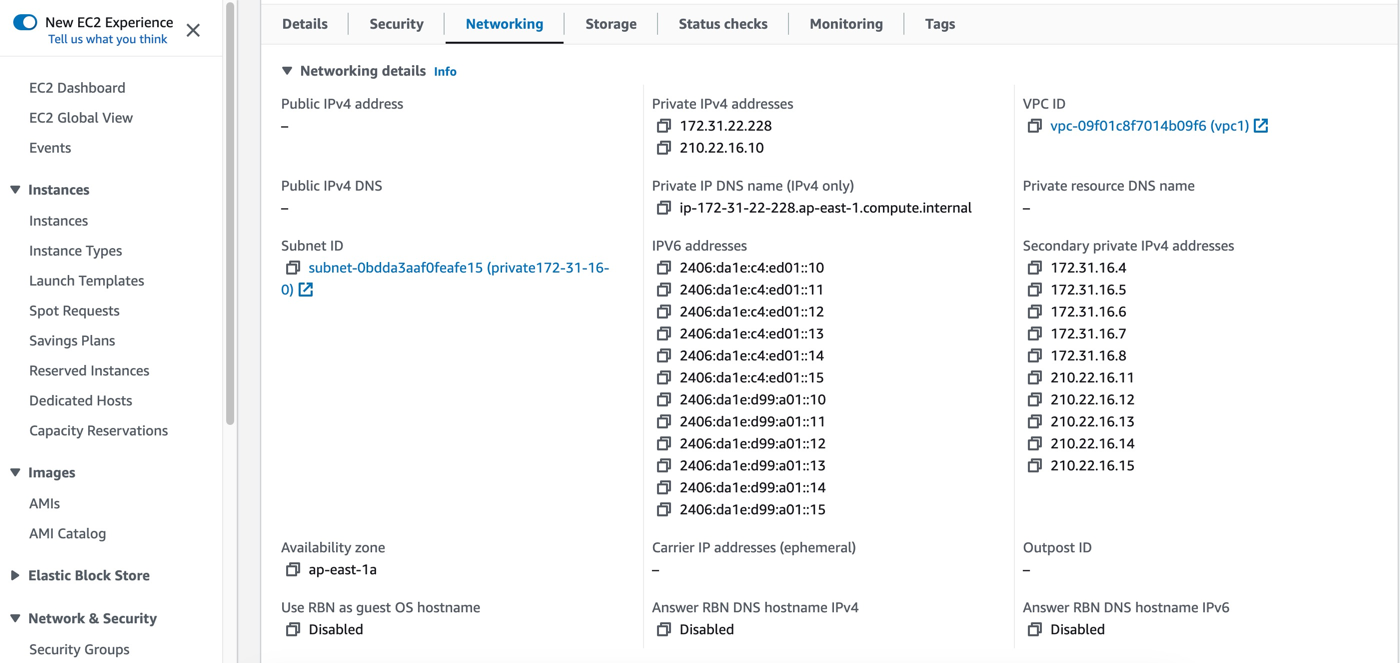 New EC2 Experience
Tell us what you think
EC2 Dashboard
EC2 Global View
Events
Instances
Instances
Instance Types
Launch Templates
Spot Requests
Savings Plans
Reserved Instances
Dedicated Hosts
Capacity Reservations
Images
AMIs
AMI Catalog
Elastic Block Store
Network & Security
Security Groups
Details
Security
Networking
Storage
Status checks
Monitoring
Tags
Networking details Info
Public IPv4 address
–
Private IPv4 addresses
172.31.22.228
210.22.16.10
VPC ID
vpc-09f01c8f7014b09f6 (vpc1)
Public IPv4 DNS
–
Private IP DNS name (IPv4 only)
ip-172-31-22-228.ap-east-1.compute.internal
Private resource DNS name
–
Subnet ID
subnet-0bdda3aaf0feafe15 (private172-31-16-
0)
IPV6 addresses
2406:da1e:c4:ed01::10
2406:da1e:c4:ed01::11
2406:da1e:c4:ed01::12
2406:da1e:c4:ed01::13
2406:da1e:c4:ed01::14
2406:da1e:c4:ed01::15
2406:da1e:d99:a01::10
2406:da1e:d99:a01::11
2406:da1e:d99:a01::12
2406:da1e:d99:a01::13
2406:da1e:d99:a01::14
2406:da1e:d99:a01::15
Secondary private IPv4 addresses
172.31.16.4
172.31.16.5
172.31.16.6
172.31.16.7
172.31.16.8
210.22.16.11
210.22.16.12
210.22.16.13
210.22.16.14
210.22.16.15
Availability zone
ap-east-1a
Carrier IP addresses (ephemeral)
–
Outpost ID
–
Use RBN as guest OS hostname
Disabled
Answer RBN DNS hostname IPv4
Disabled
Answer RBN DNS hostname IPv6
Disabled